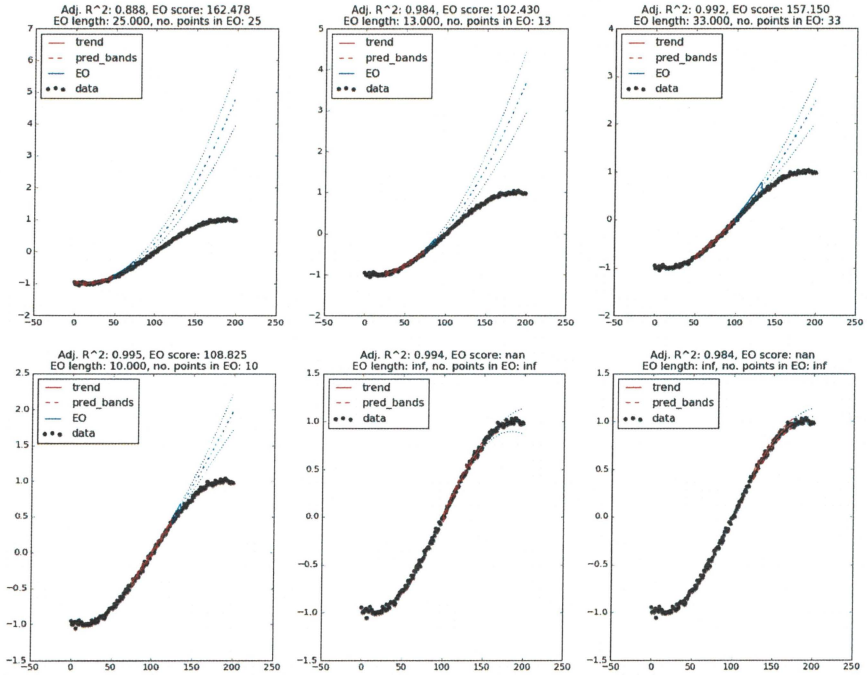 Adj. R^2: 0.888, EO score: 162.478
EO length: 25.000, no. points in EO: 25
trend
pred_bands
EO
data
7
6
5
4
3
2
1
0
−1
−2
−50 0 50 100 150 200 250
Adj. R^2: 0.984, EO score: 102.430
EO length: 13.000, no. points in EO: 13
trend
pred_bands
EO
data
5
4
3
2
1
0
−1
−2
−50 0 50 100 150 200 250
Adj. R^2: 0.992, EO score: 157.150
EO length: 33.000, no. points in EO: 33
trend
pred_bands
EO
data
4
3
2
1
0
−1
−2
−50 0 50 100 150 200 250
Adj. R^2: 0.995, EO score: 108.825
EO length: 10.000, no. points in EO: 10
trend
pred_bands
EO
data
2.5
2.0
1.5
1.0
0.5
0.0
−0.5
−1.0
−1.5
−50 0 50 100 150 200 250
Adj. R^2: 0.994, EO score: nan
EO length: inf, no. points in EO: inf
trend
pred_bands
data
1.5
1.0
0.5
0.0
−0.5
−1.0
−1.5
−50 0 50 100 150 200 250
Adj. R^2: 0.984, EO score: nan
EO length: inf, no. points in EO: inf
trend
pred_bands
data
1.5
1.0
0.5
0.0
−0.5
−1.0
−1.5
−50 0 50 100 150 200 250